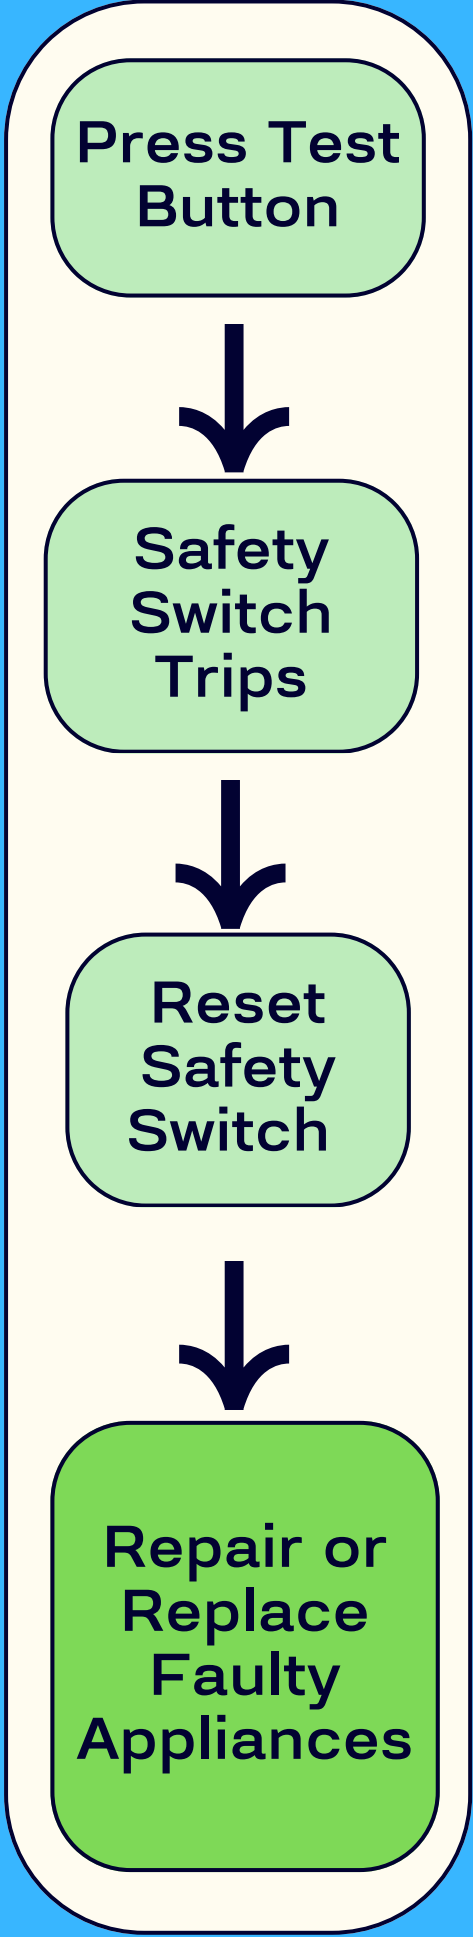 Press Test
Button
Safety
Switch
Trips
Reset
Safety
Switch
Repair or
Replace
Faulty
Appliances